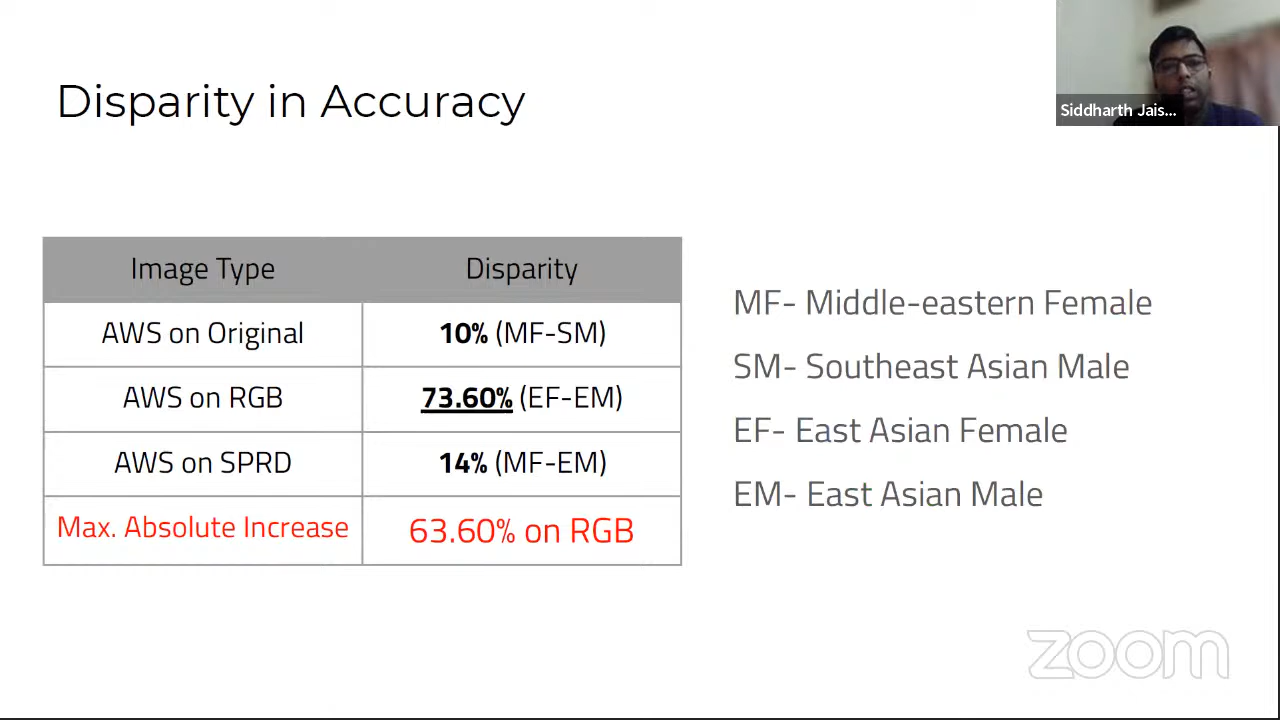 Disparity in Accuracy
Siddharth Jais...
Image Type Disparity
AWS on Original 10% (MF-SM)
AWS on RGB 73.60% (EF-EM)
AWS on SPRD 14% (MF-EM)
Max. Absolute Increase 63.60% on RGB
MF- Middle-eastern Female
SM- Southeast Asian Male
EF- East Asian Female
EM- East Asian Male
zoom